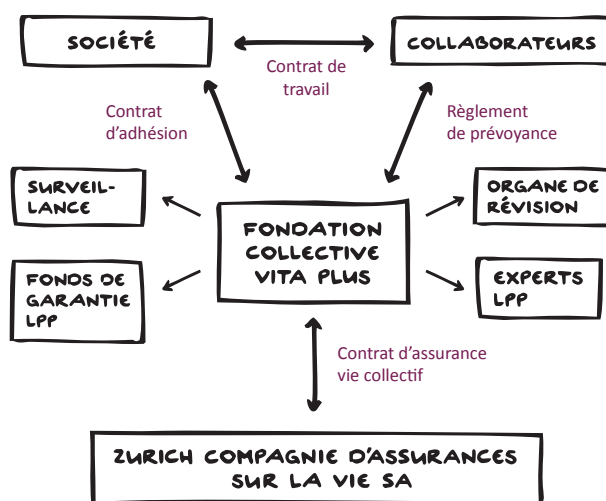 SOCIÉTÉ
COLLABORATEURS
Contrat de
travail
Contrat
d'adhésion
Règlement
de prévoyance
SURVEIL-
LANCE
ORGANE DE
RÉVISION
FONDATION
COLLECTIVE
VITA PLUS
FONDS DE
GARANTIE
LPP
EXPERTS
LPP
Contrat d'assurance
vie collectif
ZURICH COMPAGNIE D'ASSURANCES
SUR LA VIE SA